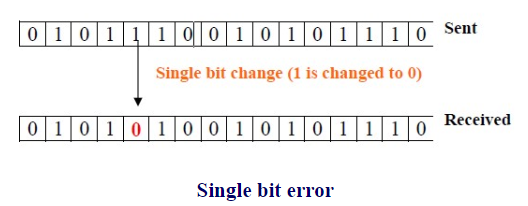 0 1 0 1 1 1 0 0 1 0 1 0 1 1 1 0 Sent
Single bit change (1 is changed to 0)
0 1 0 1 0 1 0 0 1 0 1 0 1 1 1 0 Received
Single bit error